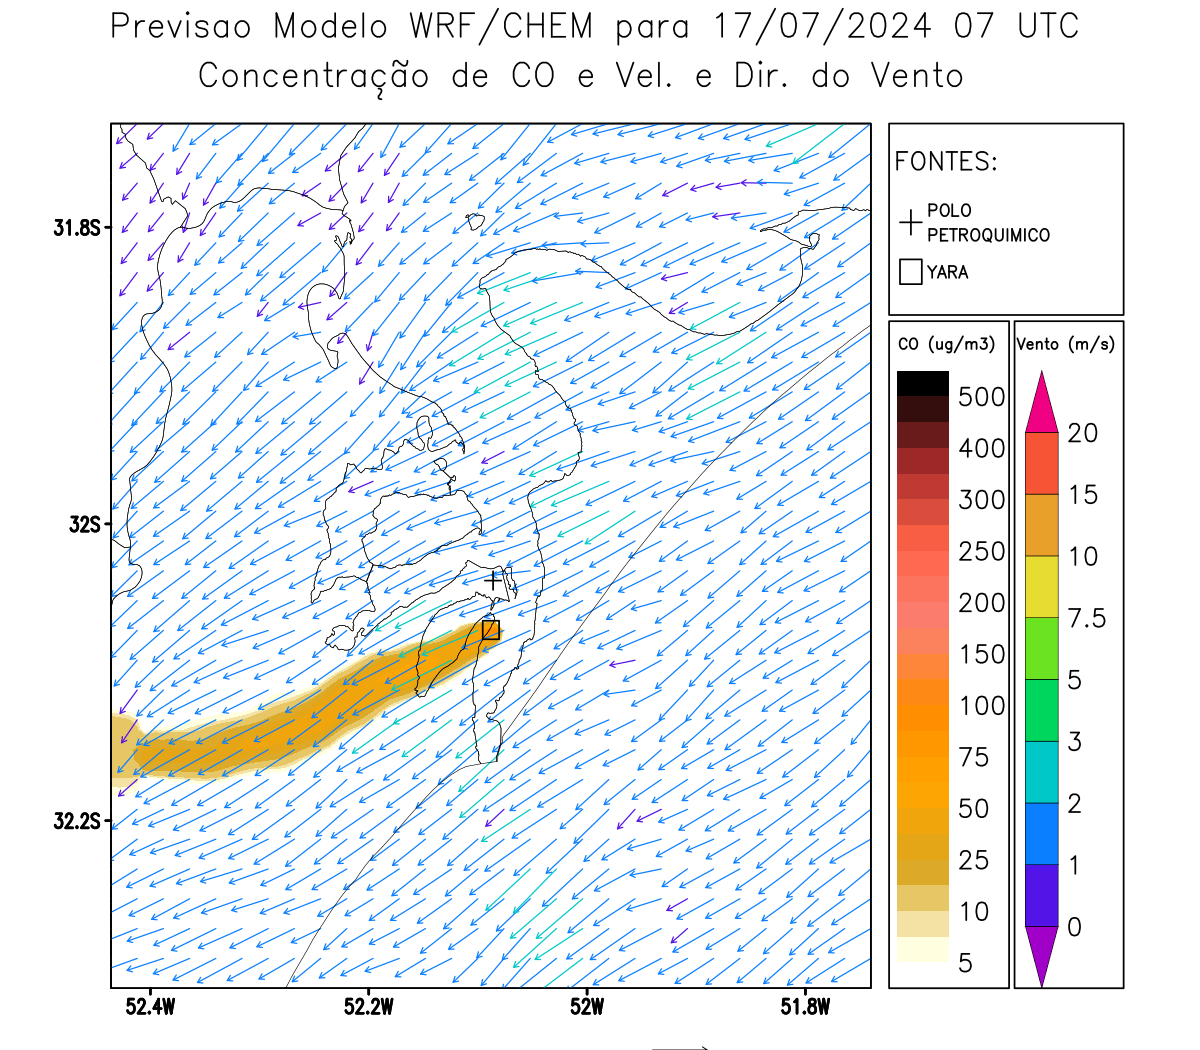 Previsao Modelo WRF/CHEM para 17/07/2024 07 UTC
Concentração de CO e Vel. e Dir. do Vento
FONTES:
POLO
PETROQUIMICO
YARA
CO (ug/m3)
500
400
300
250
200
150
100
75
50
25
10
5
Vento (m/s)
20
15
10
7.5
5
3
2
1
0
31.8S
32S
32.2S
52.4W
52.2W
52W
51.8W